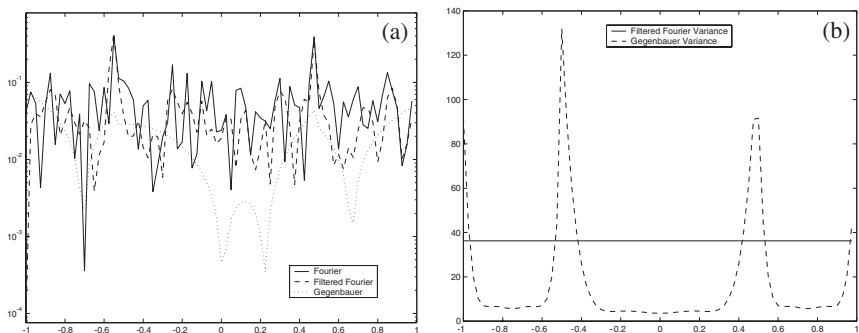 (a)
10⁻¹
10⁻²
10⁻³
10⁻⁴
-1 -0.8 -0.6 -0.4 -0.2 0 0.2 0.4 0.6 0.8 1
Fourier
Filtered Fourier
Gegenbauer
(b)
140
120
100
80
60
40
20
0
-1 -0.8 -0.6 -0.4 -0.2 0 0.2 0.4 0.6 0.8 1
Filtered Fourier Variance
Gegenbauer Variance